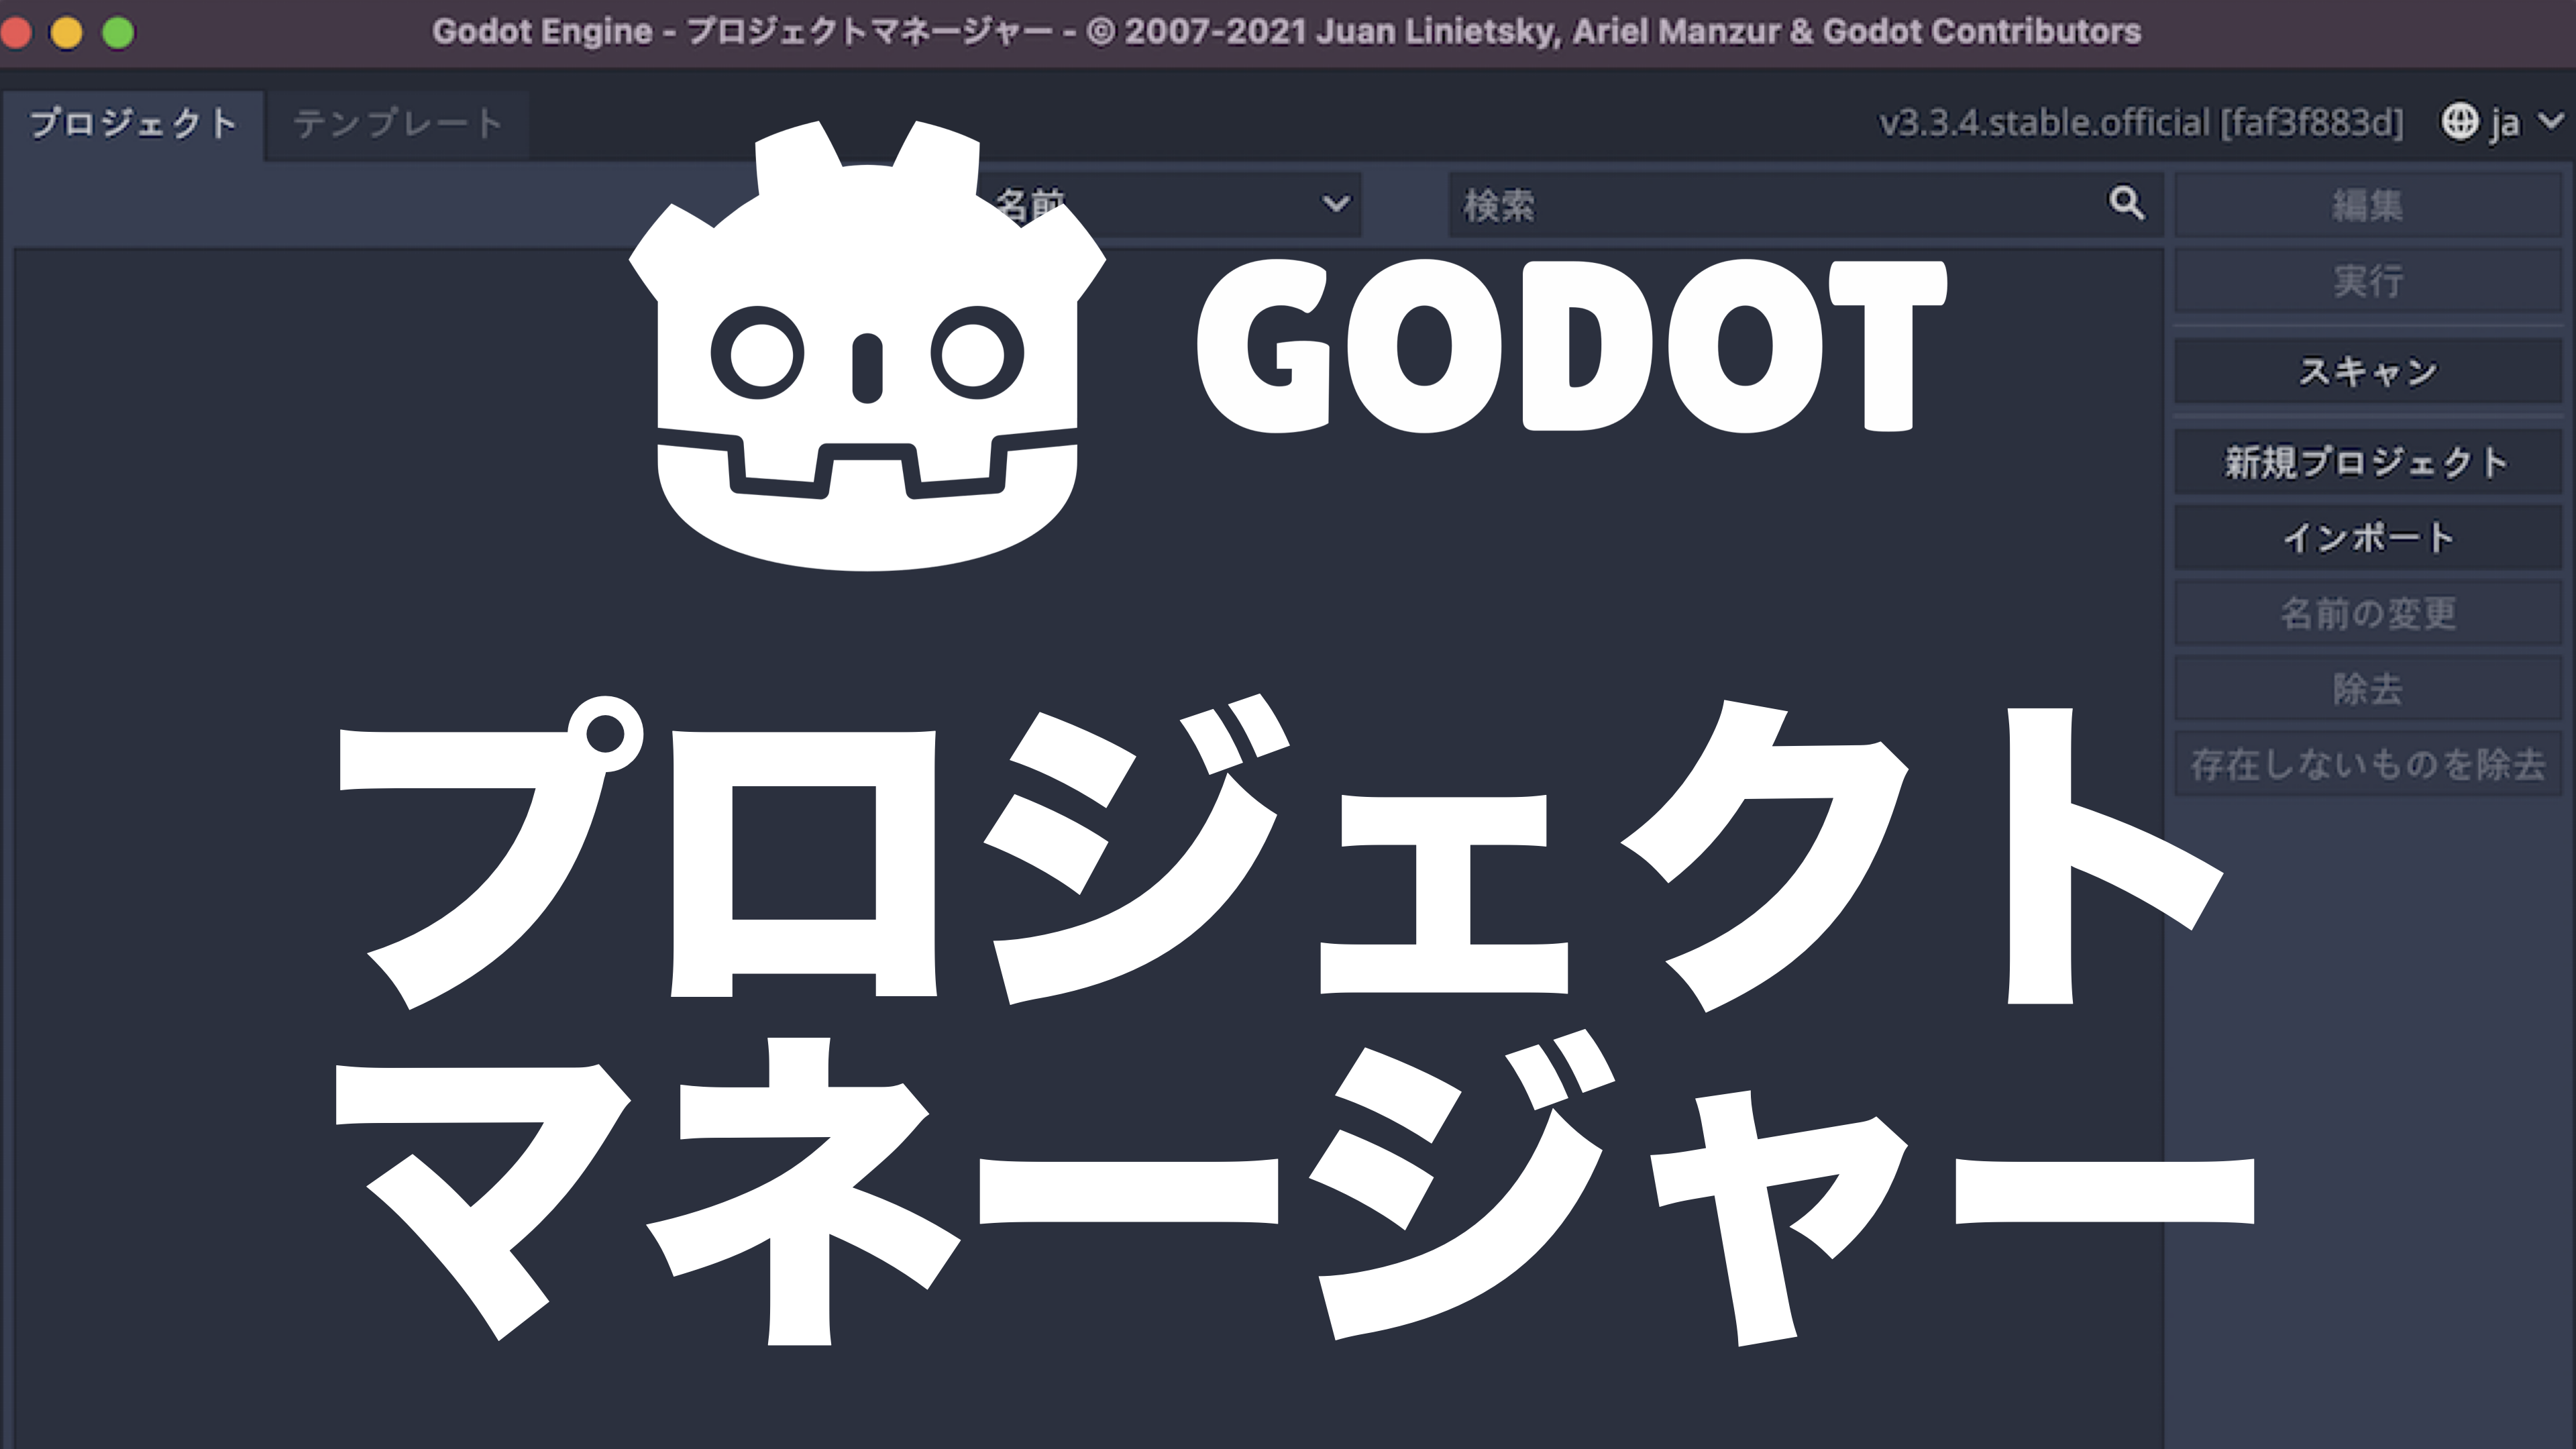 Godot Engine - プロジェクトマネージャー - © 2007-2021 Juan Linietsky, Ariel Manzur & Godot Contributors
プロジェクト
テンプレート
v3.3.4.stable.official [faf3f883d]
ja
名前
検索
編集
実行
スキャン
新規プロジェクト
インポート
名前の変更
除去
存在しないものを除去
GODOT
プロジェクト
マネージャー